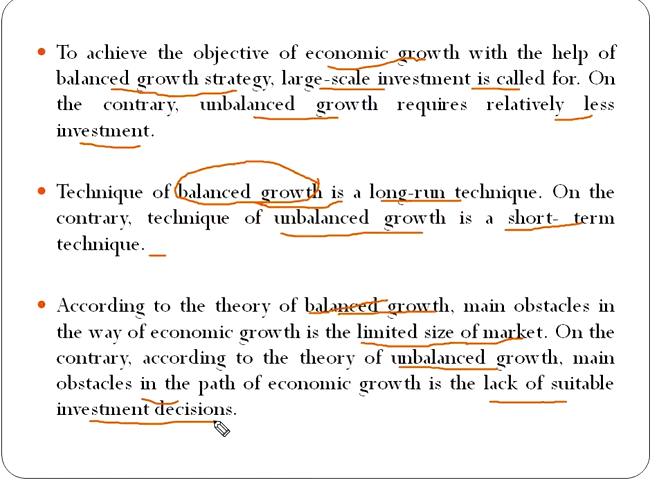 To achieve the objective of economic growth with the help of
balanced growth strategy, large-scale investment is called for. On
the contrary, unbalanced growth requires relatively less
investment.
Technique of balanced growth is a long-run technique. On the
contrary, technique of unbalanced growth is a short- term
technique.
According to the theory of balanced growth, main obstacles in
the way of economic growth is the limited size of market. On the
contrary, according to the theory of unbalanced growth, main
obstacles in the path of economic growth is the lack of suitable
investment decisions.